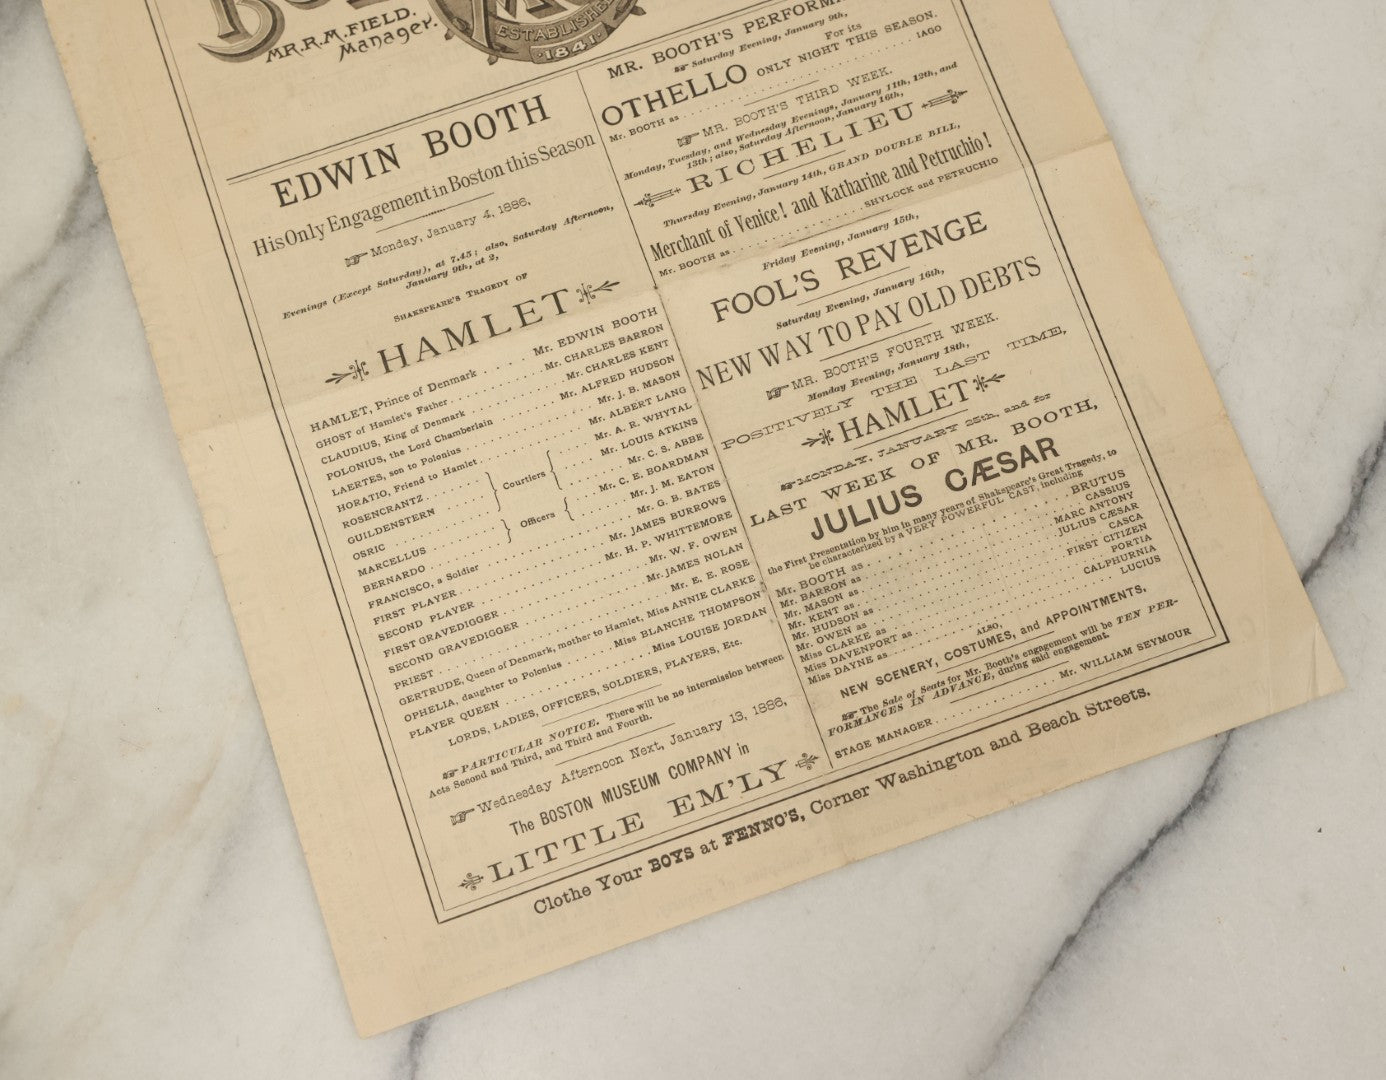 MR. R. M. FIELD.
Manager.
ESTABLISHED
·1841·
EDWIN BOOTH
His Only Engagement in Boston this Season
Monday, January 4, 1886,
Evenings (Except Saturday), at 7.45; also, Saturday Afternoon,
January 9th, at 2,
SHAKSPEARE'S TRAGEDY OF
HAMLET
HAMLET, Prince of Denmark . . . . Mr. EDWIN BOOTH
GHOST of Hamlet's Father . . . . Mr. CHARLES BARRON
CLAUDIUS, King of Denmark . . . . Mr. CHARLES KENT
POLONIUS, the Lord Chamberlain . . . . Mr. ALFRED HUDSON
LAERTES, son to Polonius . . . . Mr. J. B. MASON
HORATIO, Friend to Hamlet . . . . Mr. ALBERT LANG
ROSENCRANTZ . . . . Mr. A. R. WHYTAL
GUILDENSTERN . . . . Courtiers . . . . Mr. LOUIS ATKINS
OSRIC . . . . Mr. C. S. ABBE
MARCELLUS . . . . Officers . . . . Mr. C. E. BOARDMAN
BERNARDO . . . . Mr. J. M. EATON
FRANCISCO, a Soldier . . . . Mr. G. B. BATES
FIRST PLAYER . . . . Mr. JAMES BURROWS
SECOND PLAYER . . . . Mr. H. P. WHITTEMORE
FIRST GRAVEDIGGER . . . . Mr. W. F. OWEN
SECOND GRAVEDIGGER . . . . Mr. JAMES NOLAN
PRIEST . . . . Mr. E. E. ROSE
GERTRUDE, Queen of Denmark, mother to Hamlet, Miss ANNIE CLARKE
OPHELIA, daughter to Polonius . . . . Miss BLANCHE THOMPSON
PLAYER QUEEN . . . . Miss LOUISE JORDAN
LORDS, LADIES, OFFICERS, SOLDIERS, PLAYERS, Etc.
PARTICULAR NOTICE. There will be no intermission between
Acts Second and Third, and Third and Fourth.
Wednesday Afternoon Next, January 13, 1886,
The BOSTON MUSEUM COMPANY in
LITTLE EM'LY
MR. BOOTH'S PERFORM
Saturday Evening, January 9th,
For its
OTHELLO ONLY NIGHT THIS SEASON.
Mr. BOOTH as . . . . IAGO
MR. BOOTH'S THIRD WEEK.
Monday, Tuesday, and Wednesday Evenings, January 11th, 12th, and
13th; also, Saturday Afternoon, January 16th,
RICHELIEU
Thursday Evening, January 14th, GRAND DOUBLE BILL,
Merchant of Venice! and Katharine and Petruchio!
Mr. BOOTH as . . . . SHYLOCK and PETRUCHIO
Friday Evening, January 15th,
FOOL'S REVENGE
Saturday Evening, January 16th,
NEW WAY TO PAY OLD DEBTS
MR. BOOTH'S FOURTH WEEK.
Monday Evening, January 18th,
POSITIVELY THE LAST TIME,
HAMLET
MONDAY, JANUARY 25th, and for
LAST WEEK OF MR. BOOTH,
JULIUS CÆSAR
the First Presentation by him in many years of Shakspeare's Great Tragedy, to
be characterized by a VERY POWERFUL CAST, including
Mr. BOOTH as . . . . BRUTUS
Mr. BARRON as . . . . CASSIUS
Mr. MASON as . . . . MARC ANTONY
Mr. KENT as . . . . JULIUS CÆSAR
Mr. HUDSON as . . . . CASCA
Mr. OWEN as . . . . FIRST CITIZEN
Miss CLARKE as . . . . PORTIA
Miss DAVENPORT as . . . . CALPHURNIA
Miss DAYNE as . . . . LUCIUS
ALSO,
NEW SCENERY, COSTUMES, and APPOINTMENTS,
The Sale of Seats for Mr. Booth's engagement will be TEN PER-
FORMANCES IN ADVANCE, during said engagement.
STAGE MANAGER . . . . Mr. WILLIAM SEYMOUR
Clothe Your BOYS at FENNO'S, Corner Washington and Beach Streets.